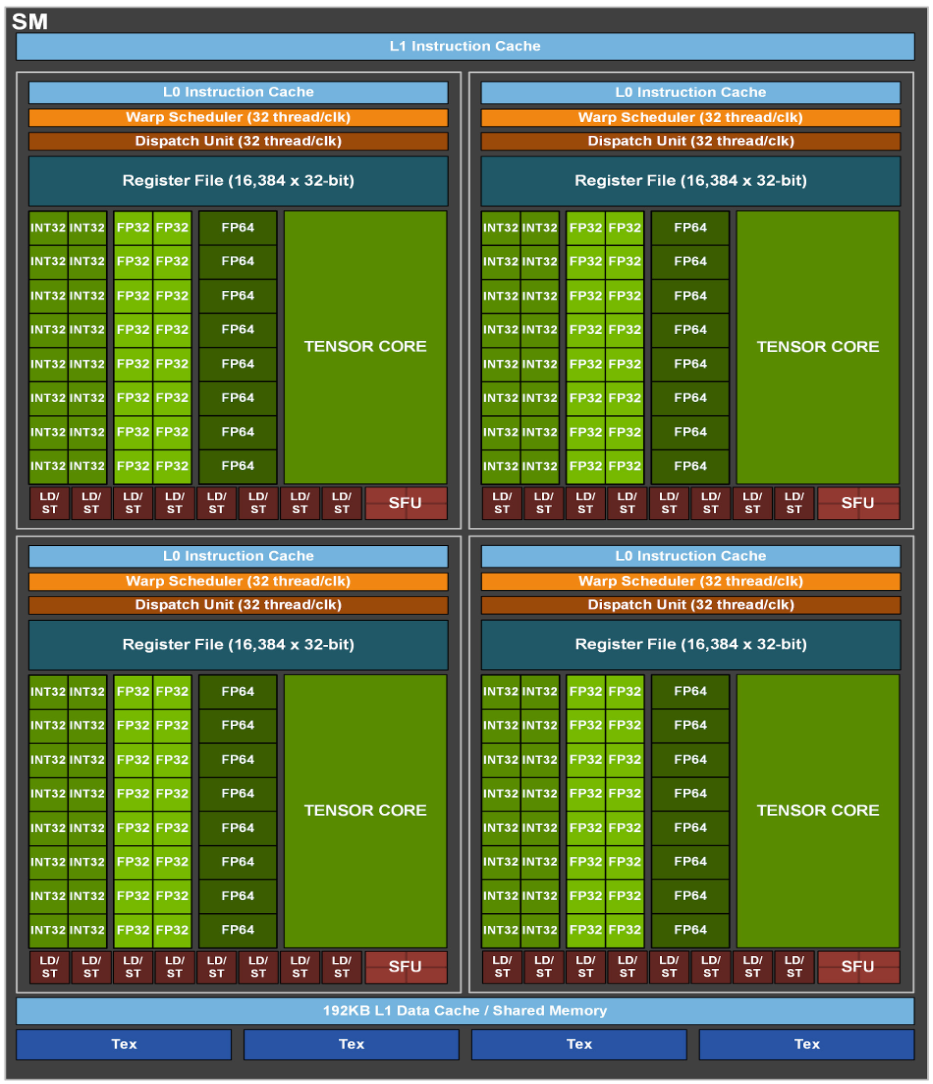 SM
L1 Instruction Cache
L0 Instruction Cache
Warp Scheduler (32 thread/clk)
Dispatch Unit (32 thread/clk)
Register File (16,384 x 32-bit)
INT32 INT32 FP32 FP32 FP64
INT32 INT32 FP32 FP32 FP64
INT32 INT32 FP32 FP32 FP64
INT32 INT32 FP32 FP32 FP64
INT32 INT32 FP32 FP32 FP64
INT32 INT32 FP32 FP32 FP64
INT32 INT32 FP32 FP32 FP64
INT32 INT32 FP32 FP32 FP64
TENSOR CORE
LD/ LD/ LD/ LD/ LD/ LD/ LD/ LD/
ST ST ST ST ST ST ST ST
SFU
L0 Instruction Cache
Warp Scheduler (32 thread/clk)
Dispatch Unit (32 thread/clk)
Register File (16,384 x 32-bit)
INT32 INT32 FP32 FP32 FP64
INT32 INT32 FP32 FP32 FP64
INT32 INT32 FP32 FP32 FP64
INT32 INT32 FP32 FP32 FP64
INT32 INT32 FP32 FP32 FP64
INT32 INT32 FP32 FP32 FP64
INT32 INT32 FP32 FP32 FP64
INT32 INT32 FP32 FP32 FP64
TENSOR CORE
LD/ LD/ LD/ LD/ LD/ LD/ LD/ LD/
ST ST ST ST ST ST ST ST
SFU
L0 Instruction Cache
Warp Scheduler (32 thread/clk)
Dispatch Unit (32 thread/clk)
Register File (16,384 x 32-bit)
INT32 INT32 FP32 FP32 FP64
INT32 INT32 FP32 FP32 FP64
INT32 INT32 FP32 FP32 FP64
INT32 INT32 FP32 FP32 FP64
INT32 INT32 FP32 FP32 FP64
INT32 INT32 FP32 FP32 FP64
INT32 INT32 FP32 FP32 FP64
INT32 INT32 FP32 FP32 FP64
TENSOR CORE
LD/ LD/ LD/ LD/ LD/ LD/ LD/ LD/
ST ST ST ST ST ST ST ST
SFU
L0 Instruction Cache
Warp Scheduler (32 thread/clk)
Dispatch Unit (32 thread/clk)
Register File (16,384 x 32-bit)
INT32 INT32 FP32 FP32 FP64
INT32 INT32 FP32 FP32 FP64
INT32 INT32 FP32 FP32 FP64
INT32 INT32 FP32 FP32 FP64
INT32 INT32 FP32 FP32 FP64
INT32 INT32 FP32 FP32 FP64
INT32 INT32 FP32 FP32 FP64
INT32 INT32 FP32 FP32 FP64
TENSOR CORE
LD/ LD/ LD/ LD/ LD/ LD/ LD/ LD/
ST ST ST ST ST ST ST ST
SFU
192KB L1 Data Cache / Shared Memory
Tex Tex Tex Tex